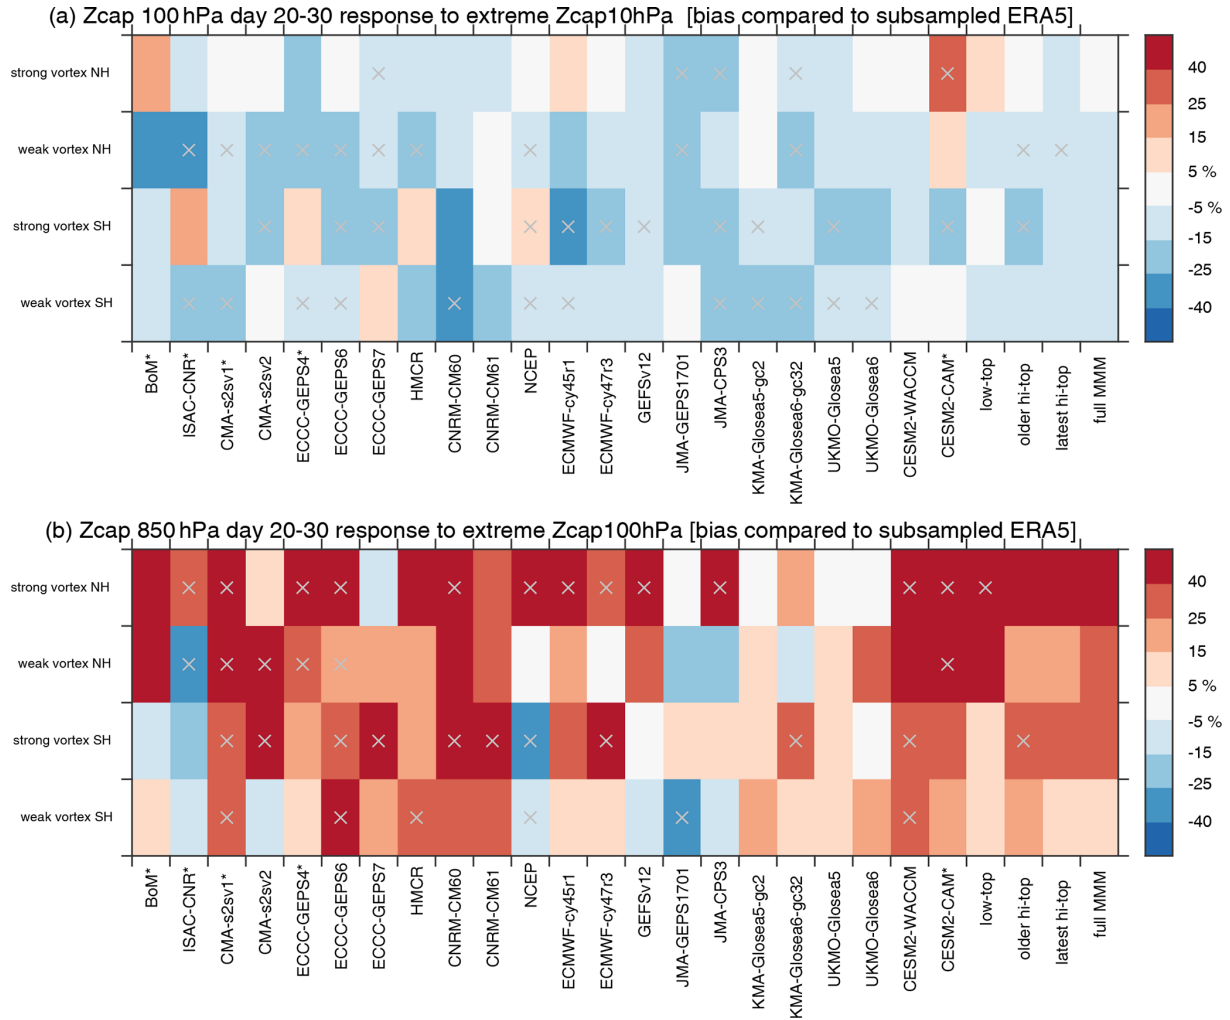 (a) Zcap 100 hPa day 20-30 response to extreme Zcap10hPa [bias compared to subsampled ERA5]
strong vortex NH
weak vortex NH
strong vortex SH
weak vortex SH
40
25
15
5 %
-5 %
-15
-25
-40
BoM*
ISAC-CNR*
CMA-s2sv1*
CMA-s2sv2
ECCC-GEPS4*
ECCC-GEPS6
ECCC-GEPS7
HMCR
CNRM-CM60
CNRM-CM61
NCEP
ECMWF-cy45r1
ECMWF-cy47r3
GEFSv12
JMA-GEPS1701
JMA-CPS3
KMA-Glosea5-gc2
KMA-Glosea6-gc32
UKMO-Glosea5
UKMO-Glosea6
CESM2-WACCM
CESM2-CAM*
low-top
older hi-top
latest hi-top
full MMM
(b) Zcap 850 hPa day 20-30 response to extreme Zcap100hPa [bias compared to subsampled ERA5]
strong vortex NH
weak vortex NH
strong vortex SH
weak vortex SH
40
25
15
5 %
-5 %
-15
-25
-40
BoM*
ISAC-CNR*
CMA-s2sv1*
CMA-s2sv2
ECCC-GEPS4*
ECCC-GEPS6
ECCC-GEPS7
HMCR
CNRM-CM60
CNRM-CM61
NCEP
ECMWF-cy45r1
ECMWF-cy47r3
GEFSv12
JMA-GEPS1701
JMA-CPS3
KMA-Glosea5-gc2
KMA-Glosea6-gc32
UKMO-Glosea5
UKMO-Glosea6
CESM2-WACCM
CESM2-CAM*
low-top
older hi-top
latest hi-top
full MMM